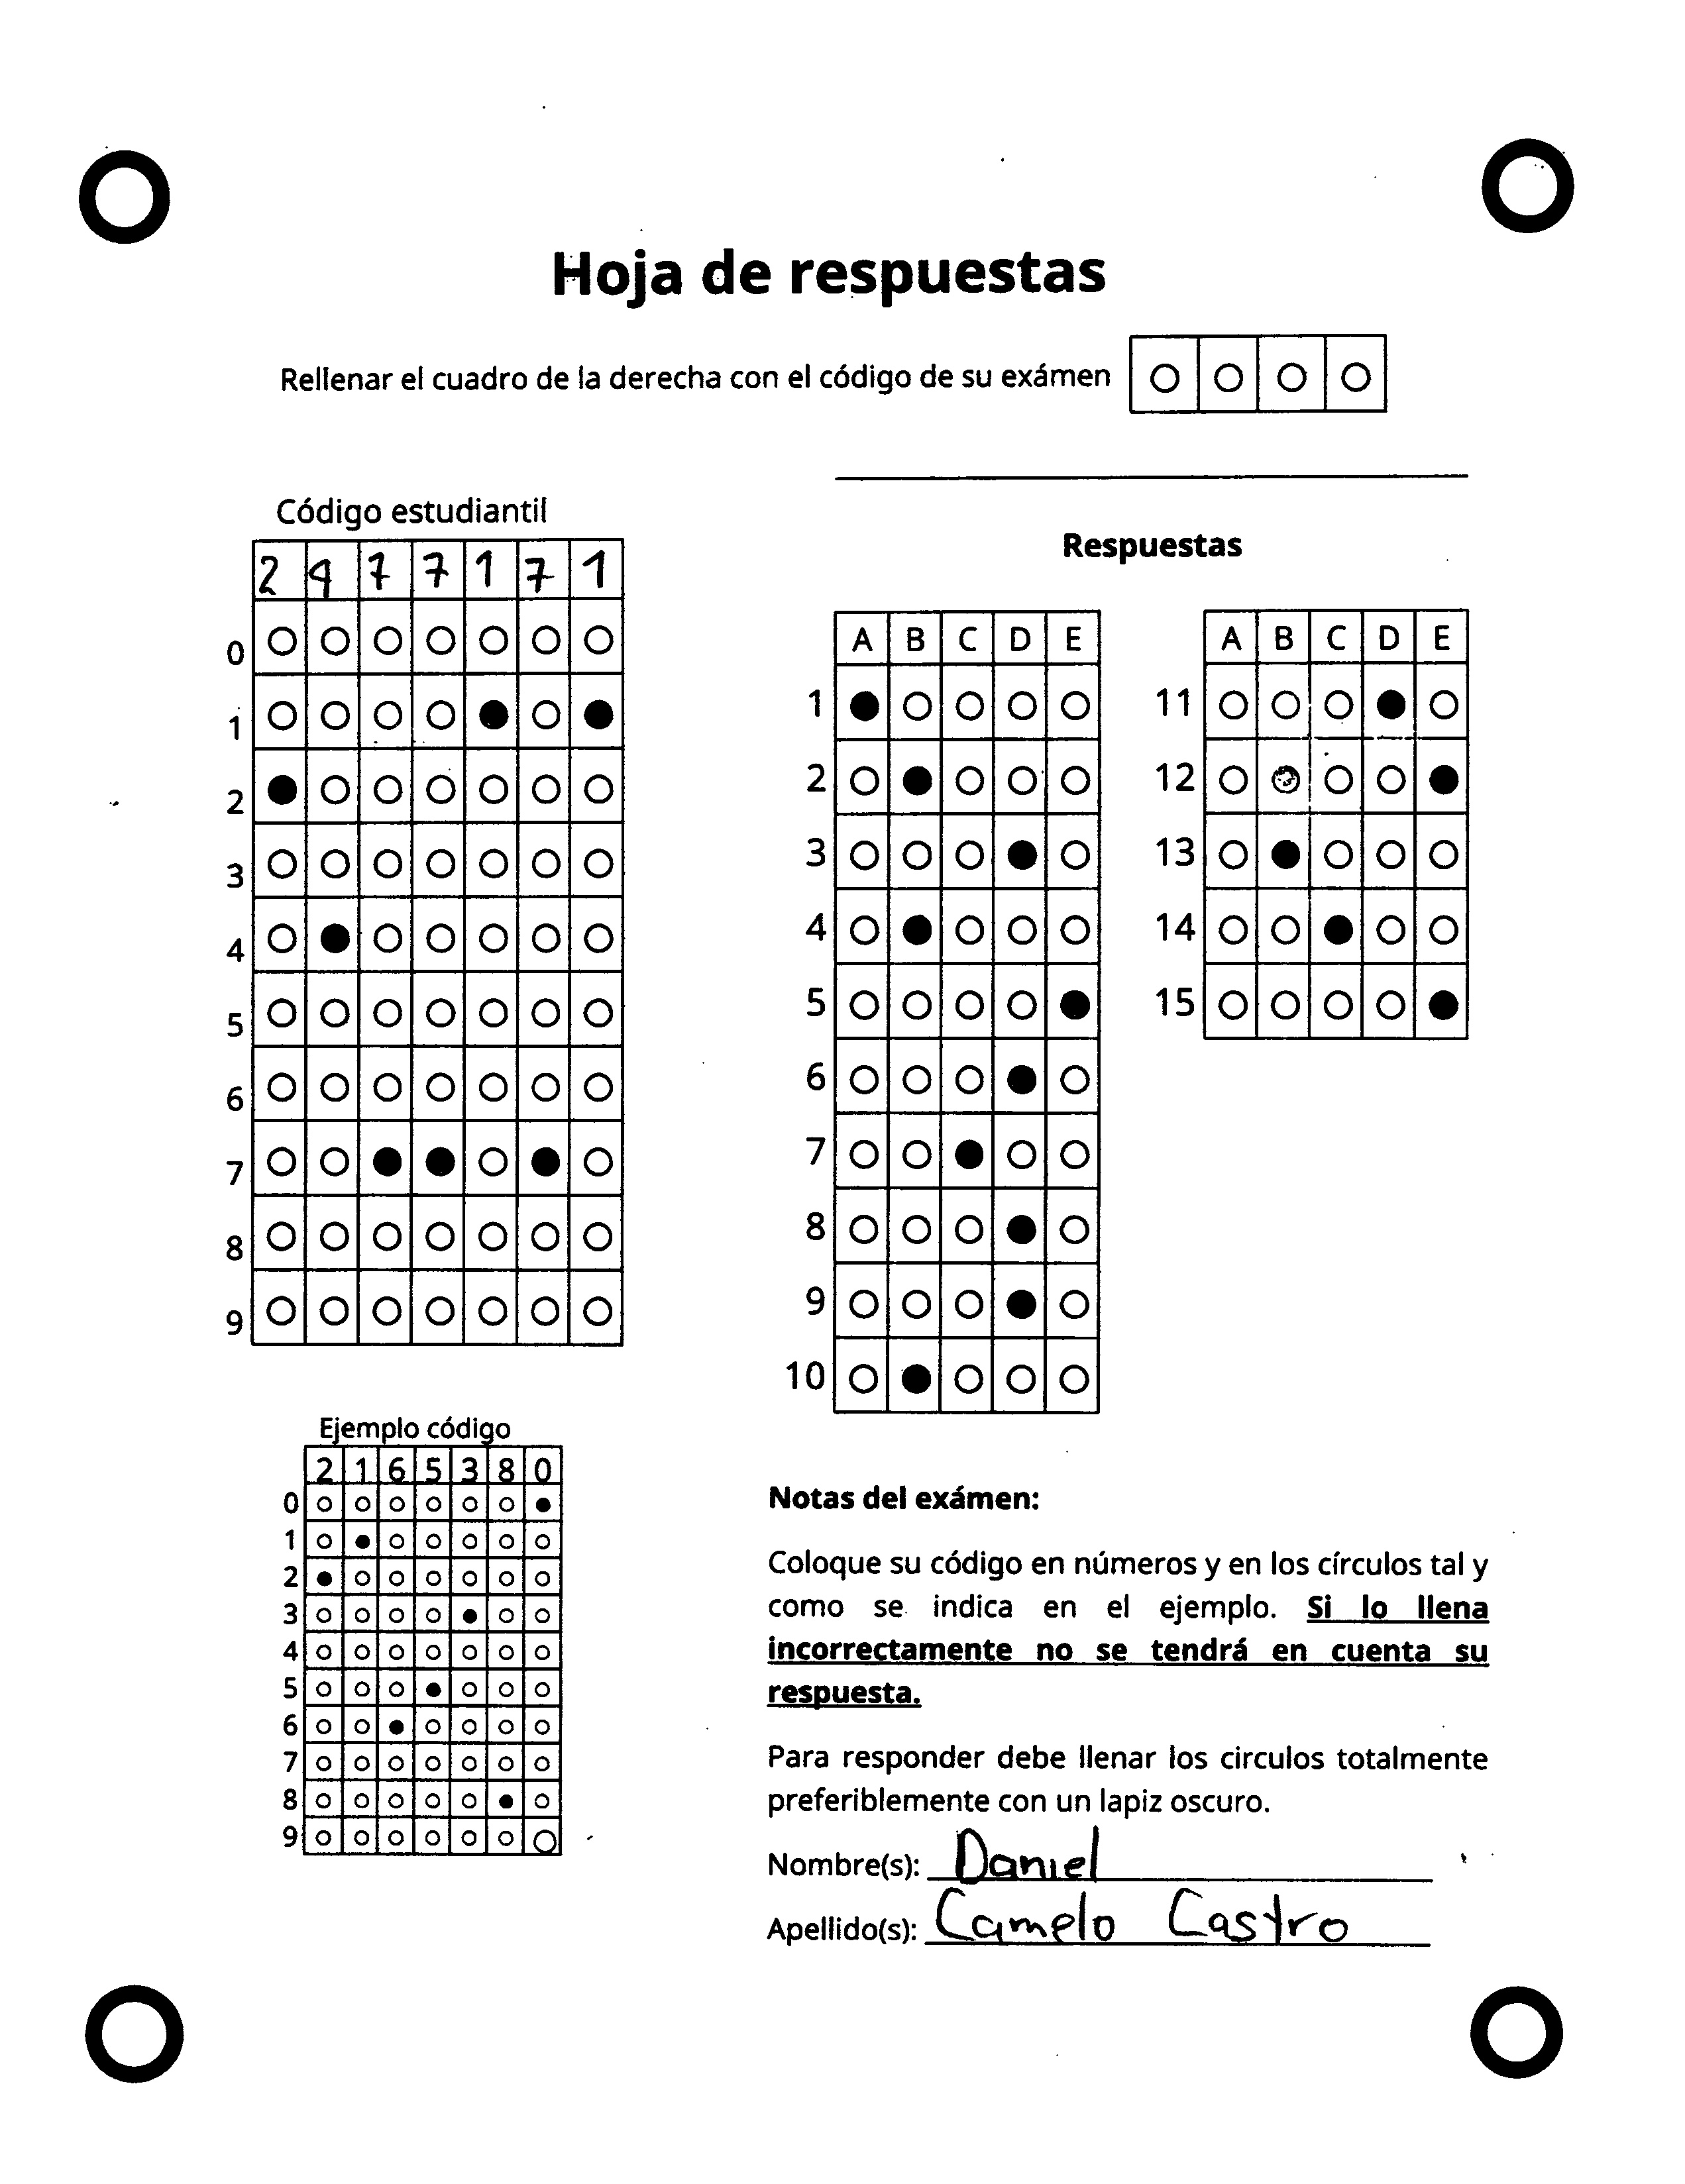 Hoja de respuestas
Rellenar el cuadro de la derecha con el código de su exámen
Código estudiantil
2 4 7 7 1 7 1
0
1
2
3
4
5
6
7
8
9
Respuestas
A B C D E
1
2
3
4
5
6
7
8
9
10
A B C D E
11
12
13
14
15
Ejemplo código
2 1 6 5 3 8 0
0
1
2
3
4
5
6
7
8
9
Notas del exámen:
Coloque su código en números y en los círculos tal y
como se indica en el ejemplo. Si lo llena
incorrectamente no se tendrá en cuenta su
respuesta.
Para responder debe llenar los circulos totalmente
preferiblemente con un lapiz oscuro.
Nombre(s): Daniel
Apellido(s): Camelo Castro